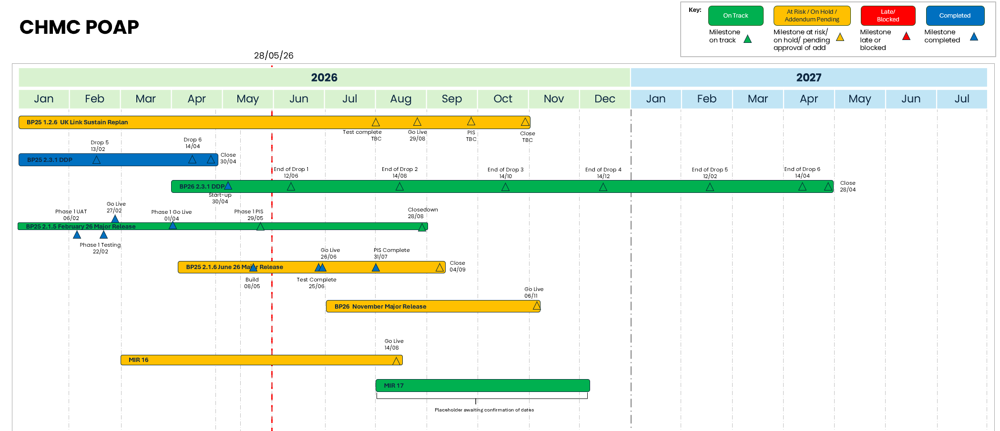 CHMC POAP
Key:
On Track
At Risk / On Hold /
Addendum Pending
Late/
Blocked
Completed
Milestone
on track
Milestone at risk/
on hold/ pending
approval of add
Milestone
late or
blocked
Milestone
completed
28/05/26
2026
2027
Jan Feb Mar Apr May Jun Jul Aug Sep Oct Nov Dec Jan Feb Mar Apr May Jun Jul
BP25 1.2.6 UK Link Sustain Replan
Test complete
TBC
Go Live
29/08
PIS
TBC
Close
TBC
Drop 5
13/02
Drop 6
14/04
BP25 2.3.1 DDP
Close
30/04
End of Drop 1
12/06
End of Drop 2
14/08
End of Drop 3
14/10
End of Drop 4
14/12
End of Drop 5
12/02
End of Drop 6
14/04
BP26 2.3.1 DDP
Close
28/04
Start-up
30/04
Phase 1 UAT
06/02
Go Live
27/02
Phase 1 Go Live
01/04
Phase 1 PIS
29/05
Closedown
28/08
BP25 2.1.5 February 26 Major Release
Phase 1 Testing
22/02
Go Live
26/06
PIS Complete
31/07
BP25 2.1.6 June 26 Major Release
Close
04/09
Build
08/05
Test Complete
25/06
Go Live
06/11
BP26 November Major Release
Go Live
14/08
MIR 16
MIR 17
Placeholder awaiting confirmation of dates